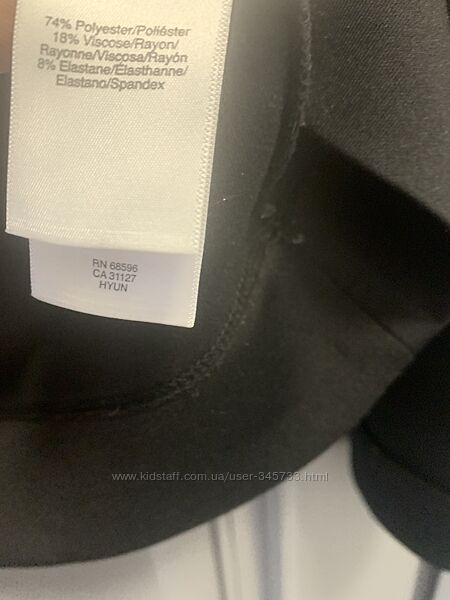 74% Polyester/Poliéster
18% Viscose/Rayon/
Rayonne/Viscosa/Rayón
8% Elastane/Élasthanne/
Elastano/Spandex
RN 68596
CA 31127
HYUN
www.kidstaff.com.ua/user-345733.html